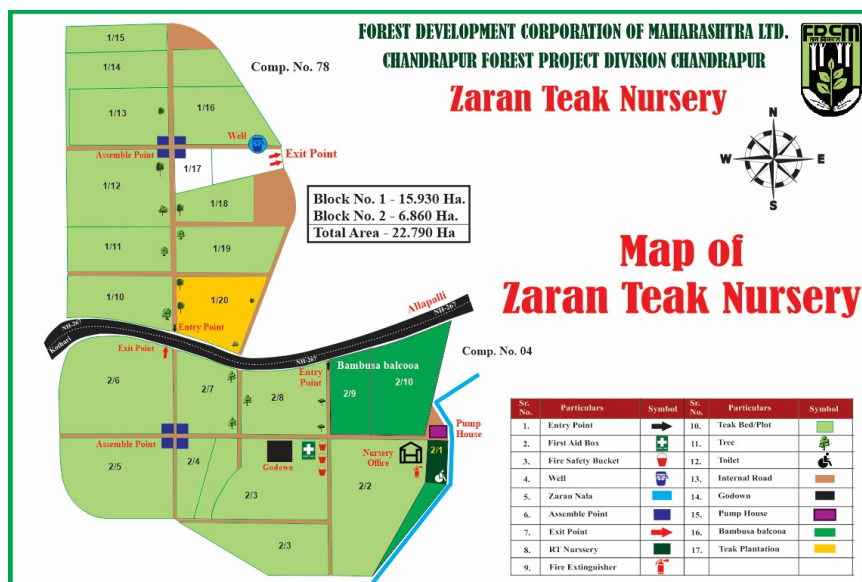 FOREST DEVELOPMENT CORPORATION OF MAHARASHTRA LTD.
CHANDRAPUR FOREST PROJECT DIVISION CHANDRAPUR
Zaran Teak Nursery
FDCM
N
W E
S
Map of
Zaran Teak Nursery
Comp. No. 78
1/15
1/14
1/13
1/16
Well
Assemble Point
Exit Point
1/17
1/12
1/18
Block No. 1 - 15.930 Ha.
Block No. 2 - 6.860 Ha.
Total Area - 22.790 Ha
1/11
1/19
1/10
1/20
Entry Point
Allapalli
NH-267
NH-267
Kothari
NH-267
Exit Point
Comp. No. 04
Entry Point
Bambusa balcooa
2/6
2/7
2/8
2/9
2/10
Pump House
Assemble Point
2/5
2/4
Godown
Nursery Office
2/1
2/3
2/2
2/3
Sr. No. Particulars Symbol Sr. No. Particulars Symbol
1. Entry Point 10. Teak Bed/Plot
2. First Aid Box 11. Tree
3. Fire Safety Bucket 12. Toilet
4. Well 13. Internal Road
5. Zaran Nala 14. Godown
6. Assemble Point 15. Pump House
7. Exit Point 16. Bambusa balcooa
8. RT Nurssery 17. Teak Plantation
9. Fire Extinguisher